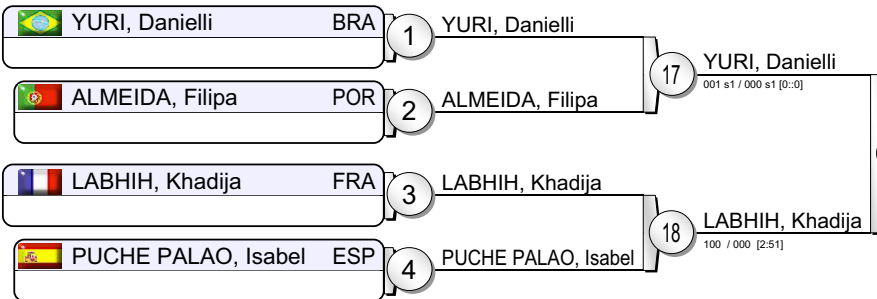 YURI, Danielli BRA
1
YURI, Danielli
ALMEIDA, Filipa POR
2
ALMEIDA, Filipa
17
YURI, Danielli
001 s1 / 000 s1 [0::0]
LABHIH, Khadija FRA
3
LABHIH, Khadija
PUCHE PALAO, Isabel ESP
4
PUCHE PALAO, Isabel
18
LABHIH, Khadija
100 / 000 [2:51]